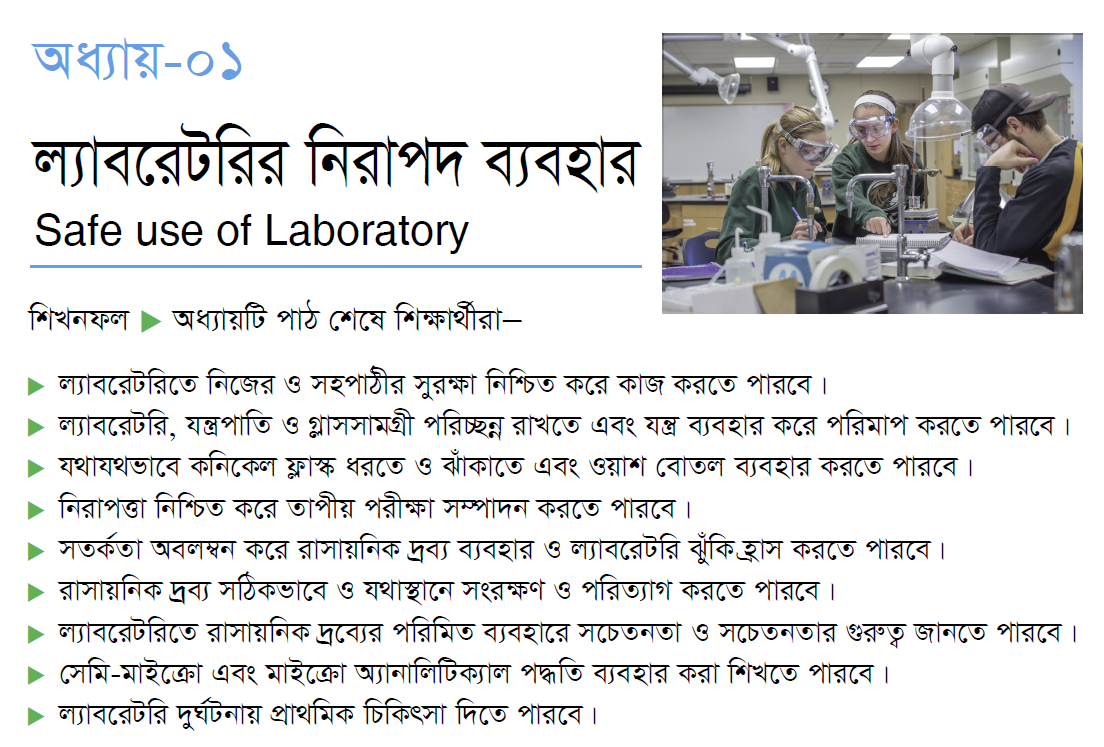 অধ্যায়-০১
ল্যাবরেটরির নিরাপদ ব্যবহার
Safe use of Laboratory
শিখনফল ▶ অধ্যায়টি পাঠ শেষে শিক্ষার্থীরা–
▶ ল্যাবরেটরিতে নিজের ও সহপাঠীর সুরক্ষা নিশ্চিত করে কাজ করতে পারবে।
▶ ল্যাবরেটরি, যন্ত্রপাতি ও গ্লাসসামগ্রী পরিচ্ছন্ন রাখতে এবং যন্ত্র ব্যবহার করে পরিমাপ করতে পারবে।
▶ যথাযথভাবে কনিকেল ফ্লাস্ক ধরতে ও ঝাঁকাতে এবং ওয়াশ বোতল ব্যবহার করতে পারবে।
▶ নিরাপত্তা নিশ্চিত করে তাপীয় পরীক্ষা সম্পাদন করতে পারবে।
▶ সতর্কতা অবলম্বন করে রাসায়নিক দ্রব্য ব্যবহার ও ল্যাবরেটরি ঝুঁকি হ্রাস করতে পারবে।
▶ রাসায়নিক দ্রব্য সঠিকভাবে ও যথাস্থানে সংরক্ষণ ও পরিত্যাগ করতে পারবে।
▶ ল্যাবরেটরিতে রাসায়নিক দ্রব্যের পরিমিত ব্যবহারে সচেতনতা ও সচেতনতার গুরুত্ব জানতে পারবে।
▶ সেমি-মাইক্রো এবং মাইক্রো অ্যানালিটিক্যাল পদ্ধতি ব্যবহার করা শিখতে পারবে।
▶ ল্যাবরেটরি দুর্ঘটনায় প্রাথমিক চিকিৎসা দিতে পারবে।